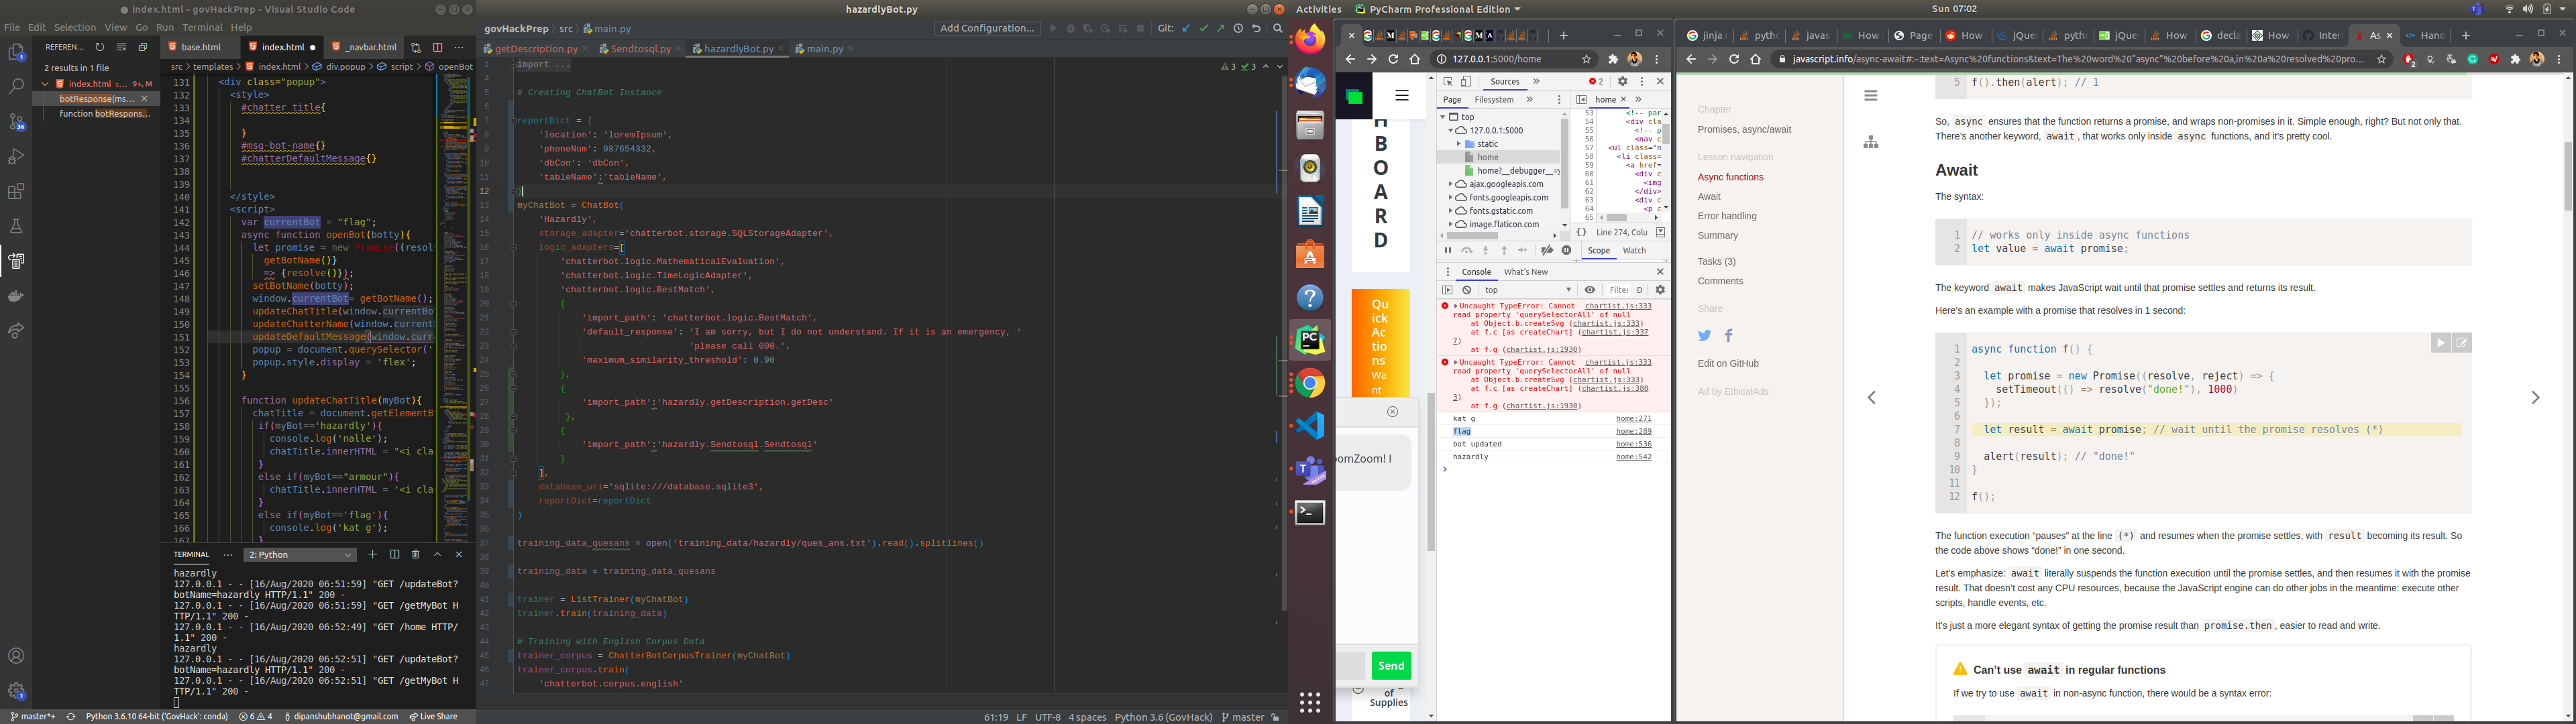 index.html - govHackPrep - Visual Studio Code
File Edit Selection View Go Run Terminal Help
REFEREN...
base.html
index.html
_navbar.html
src > templates > index.html > div.popup > script > openBot
2 results in 1 file
index.html s... 9+, M
botResponse(ms...
function botRespons...
131 <div class="popup">
132 <style>
133 #chatter_title{
134
135 }
136 #msg-bot-name{}
137 #chatterDefaultMessage{}
138
139
140 </style>
141 <script>
142 var currentBot = "flag";
143 async function openBot(botty){
144 let promise = new Promise((resol
145 getBotName()}
146 => {resolve()});
147 setBotName(botty);
148 window.currentBot= getBotName();
149 updateChatTitle(window.currentBo
150 updateChatterName(window.current
151 updateDefaultMessage(window.curr
152 popup = document.querySelector('
153 popup.style.display = 'flex';
154 }
155
156 function updateChatTitle(myBot){
157 chatTitle = document.getElementB
158 if(myBot=='hazardly'){
159 console.log('nalle');
160 chatTitle.innerHTML = "<i cla
161 }
162 else if(myBot=="armour"){
163 chatTitle.innerHTML = '<i cla
164 }
165 else if(myBot=='flag'){
166 console.log('kat g');
167 }
TERMINAL ... 2: Python
hazardly
127.0.0.1 - - [16/Aug/2020 06:51:59] "GET /updateBot?
botName=hazardly HTTP/1.1" 200 -
127.0.0.1 - - [16/Aug/2020 06:51:59] "GET /getMyBot H
TTP/1.1" 200 -
127.0.0.1 - - [16/Aug/2020 06:52:49] "GET /home HTTP/
1.1" 200 -
hazardly
127.0.0.1 - - [16/Aug/2020 06:52:51] "GET /updateBot?
botName=hazardly HTTP/1.1" 200 -
127.0.0.1 - - [16/Aug/2020 06:52:51] "GET /getMyBot H
TTP/1.1" 200 -
master*+ Python 3.6.10 64-bit ('GovHack': conda) 6 4 dipanshubhanot@gmail.com Live Share
hazardlyBot.py
govHackPrep > src > main.py
Add Configuration...
Git:
getDescription.py
Sendtosql.py
hazardlyBot.py
main.py
3 3
1 import ...
5 # Creating ChatBot Instance
7 reportDict = {
8 'location': 'loremIpsum',
9 'phoneNum': 987654332,
10 'dbCon': 'dbCon',
11 'tableName':'tableName',
12 }
13 myChatBot = ChatBot(
14 'Hazardly',
15 storage_adapter='chatterbot.storage.SQLStorageAdapter',
16 logic_adapters=[
17 'chatterbot.logic.MathematicalEvaluation',
18 'chatterbot.logic.TimeLogicAdapter',
19 'chatterbot.logic.BestMatch',
20 {
21 'import_path': 'chatterbot.logic.BestMatch',
22 'default_response': 'I am sorry, but I do not understand. If it is an emergency, '
23 'please call 000.',
24 'maximum_similarity_threshold': 0.90
25 },
26 {
27 'import_path':'hazardly.getDescription.getDesc'
28 },
29 {
30 'import_path':'hazardly.Sendtosql.Sendtosql'
31 }
32 ],
33 database_uri='sqlite:///database.sqlite3',
34 reportDict=reportDict
35 )
36
37 training_data_quesans = open('training_data/hazardly/ques_ans.txt').read().splitlines()
38
39 training_data = training_data_quesans
40
41 trainer = ListTrainer(myChatBot)
42 trainer.train(training_data)
43
44 # Training with English Corpus Data
45 trainer_corpus = ChatterBotCorpusTrainer(myChatBot)
46 trainer_corpus.train(
47 'chatterbot.corpus.english'
61:19 LF UTF-8 4 spaces Python 3.6 (GovHack) master
Activities PyCharm Professional Edition
Sun 07:02
127.0.0.1:5000/home
H
B
O
A
R
D
Qu
ick
Ac
tio
ns
Wa
nt
oomZoom! I
Send
of
Supplies
Sources
2
Page Filesystem
home
top
127.0.0.1:5000
static
home
home?__debugger__=y
ajax.googleapis.com
fonts.googleapis.com
fonts.gstatic.com
image.flaticon.com
53 <!-- par
54 <div cla
55 <!-- p
56 <nav c
57 <ul class="n
58 <li class=
59 <a href=
60 <div c
61 <img
62 </div>
63 <div c
64 <p c
65
{} Line 274, Colu
Scope Watch
Console What's New
top
Filter D
Uncaught TypeError: Cannot chartist.js:333
read property 'querySelectorAll' of null
at Object.b.createSvg (chartist.js:333)
at f.c [as createChart] (chartist.js:337
7)
at f.g (chartist.js:1930)
Uncaught TypeError: Cannot chartist.js:333
read property 'querySelectorAll' of null
at Object.b.createSvg (chartist.js:333)
at f.c [as createChart] (chartist.js:380
3)
at f.g (chartist.js:1930)
kat g home:271
flag home:289
bot updated home:536
hazardly home:542
jinja pytho javas How Page How jQuer pytho jQuer How decla How Inter As Hand
javascript.info/async-await#:~:text=Async%20functions&text=The%20word%20"async"%20before%20a,in%20a%20resolved%20pro...
Chapter
Promises, async/await
Lesson navigation
Async functions
Await
Error handling
Summary
Tasks (3)
Comments
Share
Edit on GitHub
Ad by EthicalAds
5 f().then(alert); // 1
So, async ensures that the function returns a promise, and wraps non-promises in it. Simple enough, right? But not only that.
There's another keyword, await, that works only inside async functions, and it's pretty cool.
Await
The syntax:
1 // works only inside async functions
2 let value = await promise;
The keyword await makes JavaScript wait until that promise settles and returns its result.
Here's an example with a promise that resolves in 1 second:
1 async function f() {
2
3 let promise = new Promise((resolve, reject) => {
4 setTimeout(() => resolve("done!"), 1000)
5 });
6
7 let result = await promise; // wait until the promise resolves (*)
8
9 alert(result); // "done!"
10 }
11
12 f();
The function execution “pauses” at the line (*) and resumes when the promise settles, with result becoming its result. So
the code above shows “done!” in one second.
Let's emphasize: await literally suspends the function execution until the promise settles, and then resumes it with the promise
result. That doesn't cost any CPU resources, because the JavaScript engine can do other jobs in the meantime: execute other
scripts, handle events, etc.
It's just a more elegant syntax of getting the promise result than promise.then, easier to read and write.
Can't use await in regular functions
If we try to use await in non-async function, there would be a syntax error: